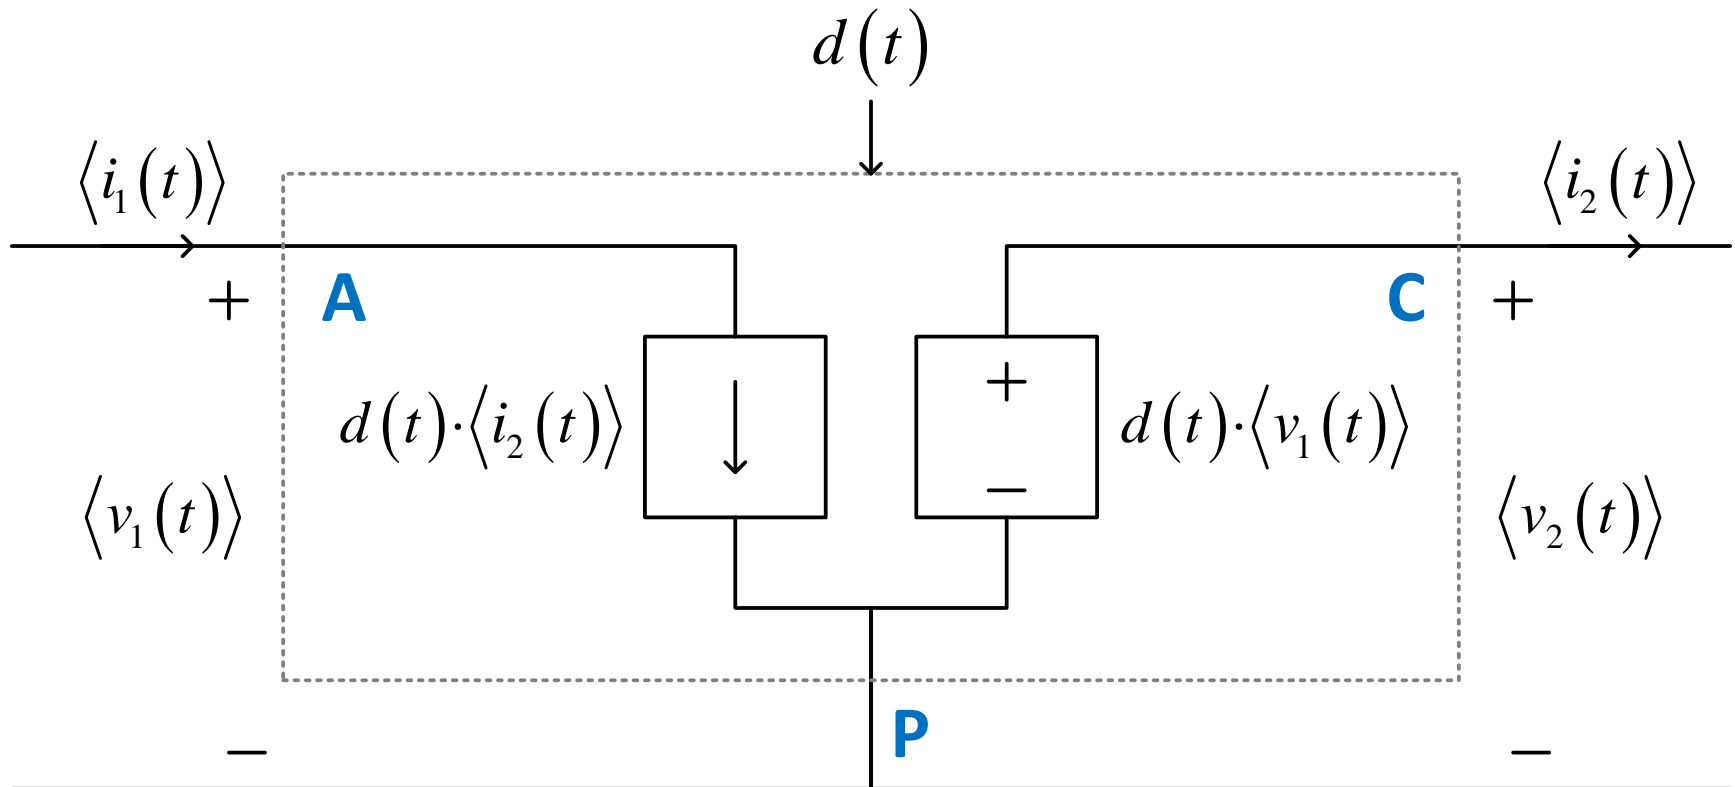 d(t)
⟨i₁(t)⟩
⟨i₂(t)⟩
+ A C +
+
d(t)·⟨i₂(t)⟩ d(t)·⟨v₁(t)⟩
−
⟨v₁(t)⟩ ⟨v₂(t)⟩
P
− −